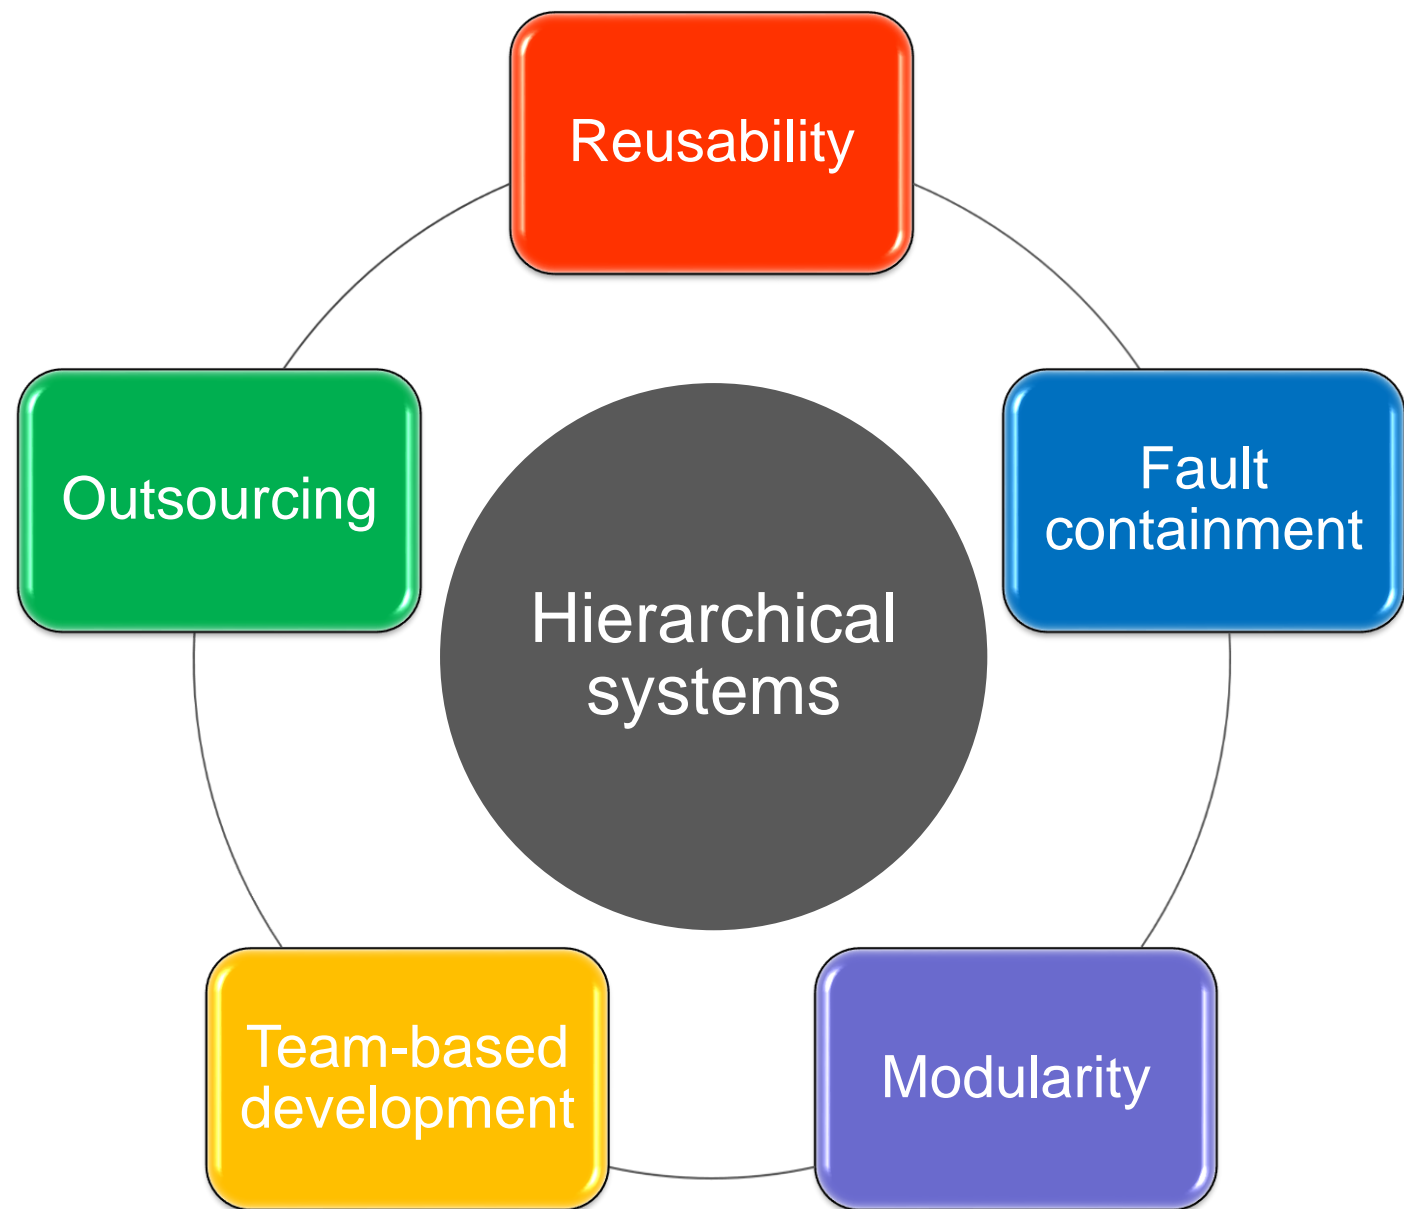 Reusability
Outsourcing
Fault
containment
Hierarchical
systems
Team-based
development
Modularity